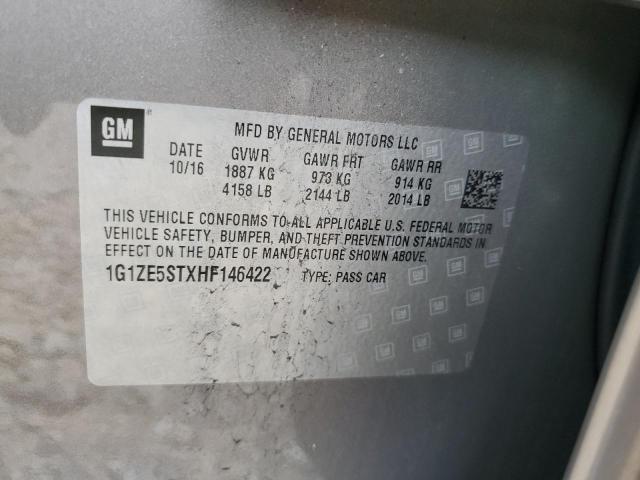 GM
MFD BY GENERAL MOTORS LLC
DATE GVWR GAWR FRT GAWR RR
10/16 1887 KG 973 KG 914 KG
4158 LB 2144 LB 2014 LB
THIS VEHICLE CONFORMS TO ALL APPLICABLE U.S. FEDERAL MOTOR
VEHICLE SAFETY, BUMPER, AND THEFT PREVENTION STANDARDS IN
EFFECT ON THE DATE OF MANUFACTURE SHOWN ABOVE.
1G1ZE5STXHF146422 TYPE: PASS CAR